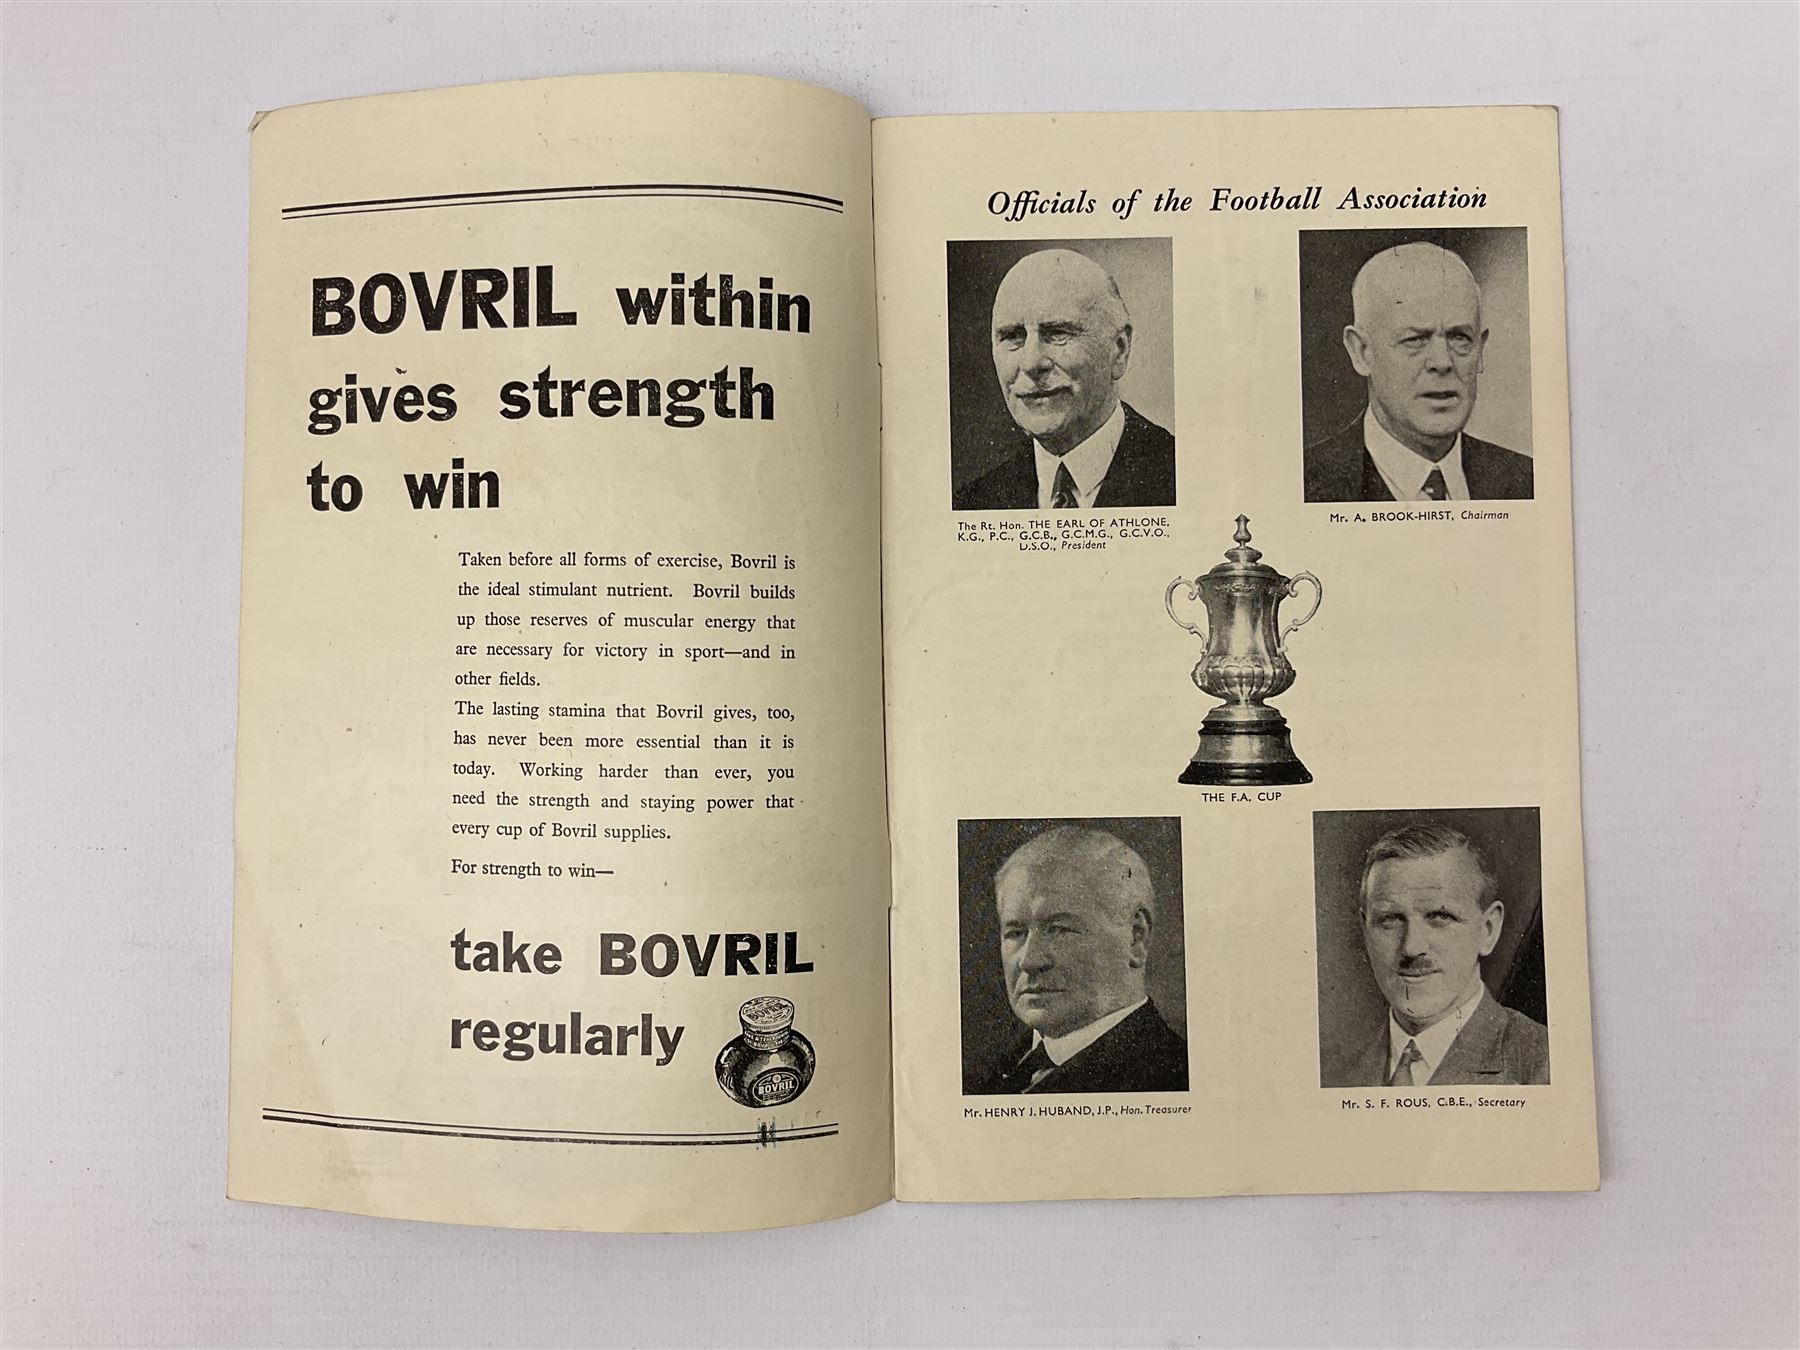 BOVRIL within
gives strength
to win
Taken before all forms of exercise, Bovril is
the ideal stimulant nutrient. Bovril builds
up those reserves of muscular energy that
are necessary for victory in sport—and in
other fields.
The lasting stamina that Bovril gives, too,
has never been more essential than it is
today. Working harder than ever, you
need the strength and staying power that
every cup of Bovril supplies.
For strength to win—
take BOVRIL
regularly
BOVRIL
BOVRIL
Officials of the Football Association
The Rt. Hon. THE EARL OF ATHLONE,
K.G., P.C., G.C.B., G.C.M.G., G.C.V.O.,
D.S.O., President
Mr. A. BROOK-HIRST, Chairman
THE F.A. CUP
Mr. HENRY J. HUBAND, J.P., Hon. Treasurer
Mr. S. F. ROUS, C.B.E., Secretary